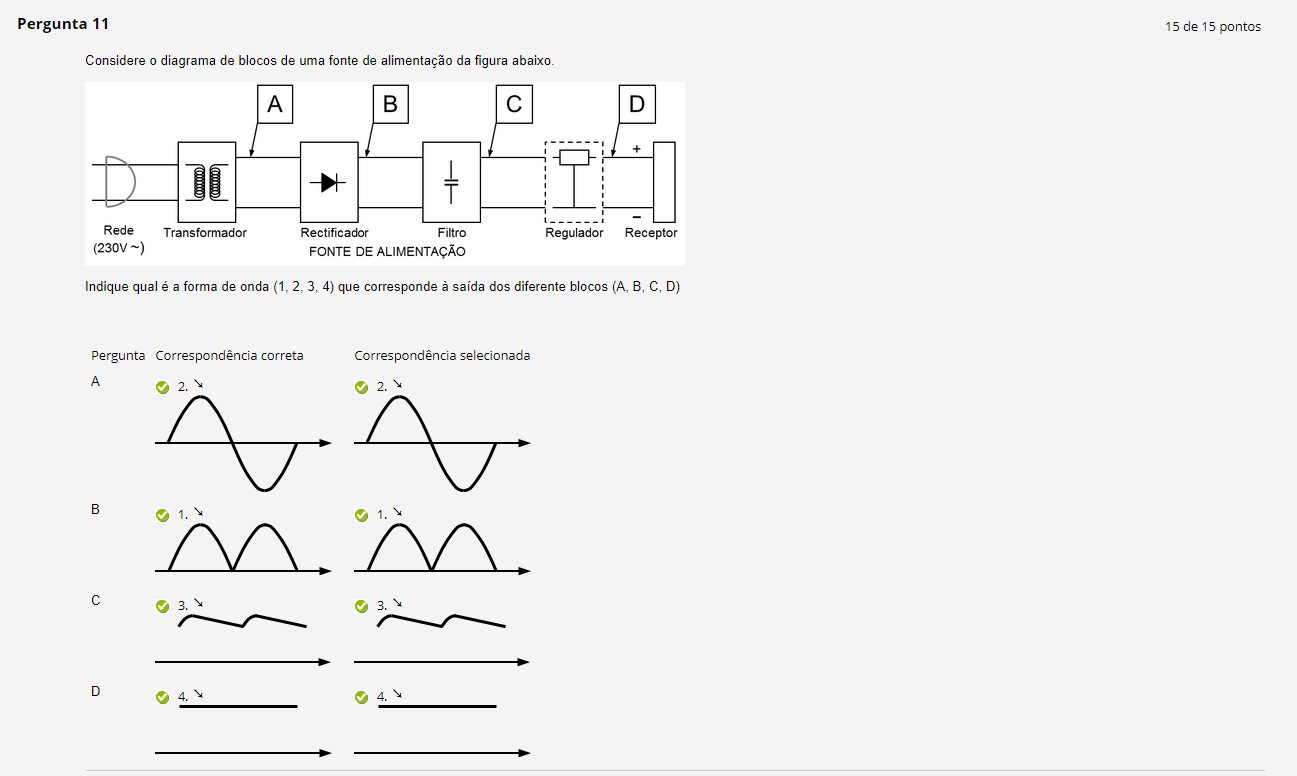 Pergunta 11
15 de 15 pontos
Considere o diagrama de blocos de uma fonte de alimentação da figura abaixo.
A B C D
+
−
Rede Transformador Rectificador Filtro Regulador Receptor
(230V ~) FONTE DE ALIMENTAÇÃO
Indique qual é a forma de onda (1, 2, 3, 4) que corresponde à saída dos diferente blocos (A, B, C, D)
Pergunta Correspondência correta Correspondência selecionada
A 2. ↘ 2. ↘
B 1. ↘ 1. ↘
C 3. ↘ 3. ↘
D 4. ↘ 4. ↘